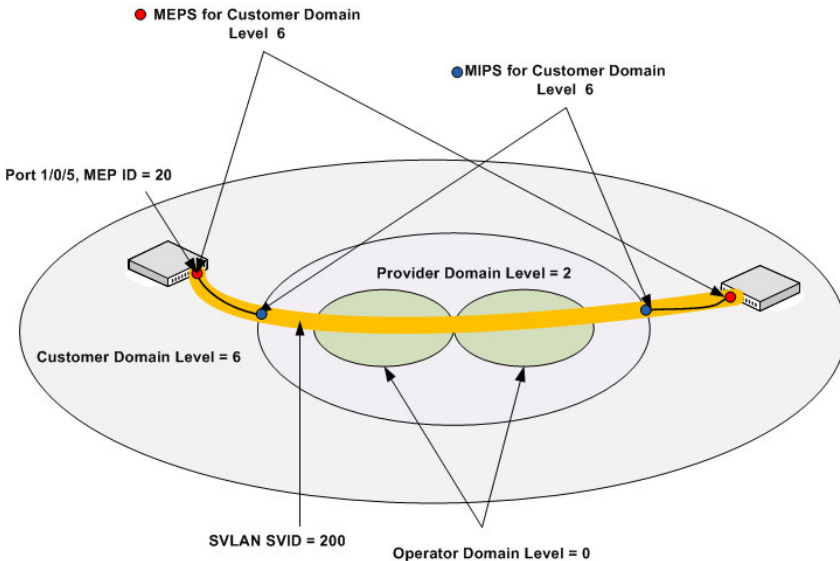 MEPS for Customer Domain
Level 6
MIPS for Customer Domain
Level 6
Port 1/0/5, MEP ID = 20
Provider Domain Level = 2
Customer Domain Level = 6
SVLAN SVID = 200
Operator Domain Level = 0